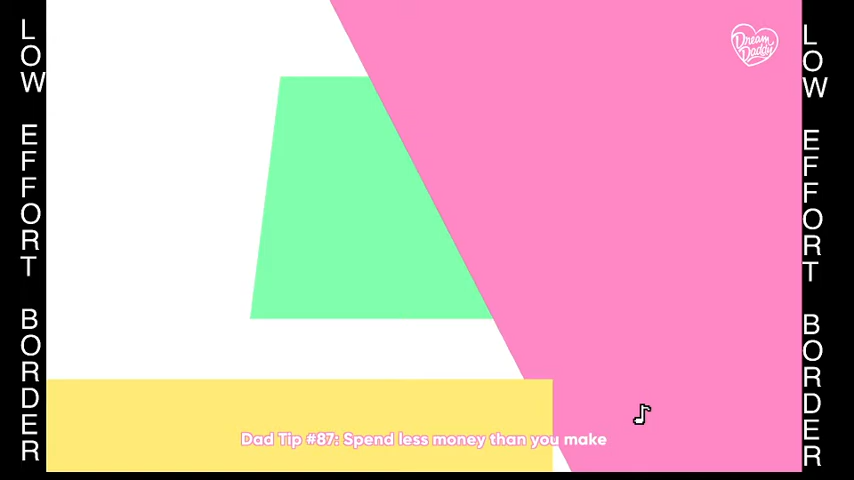 LOW EFFORT BORDER
Dream
Daddy
LOW EFFORT BORDER
Dad Tip #87: Spend less money than you make